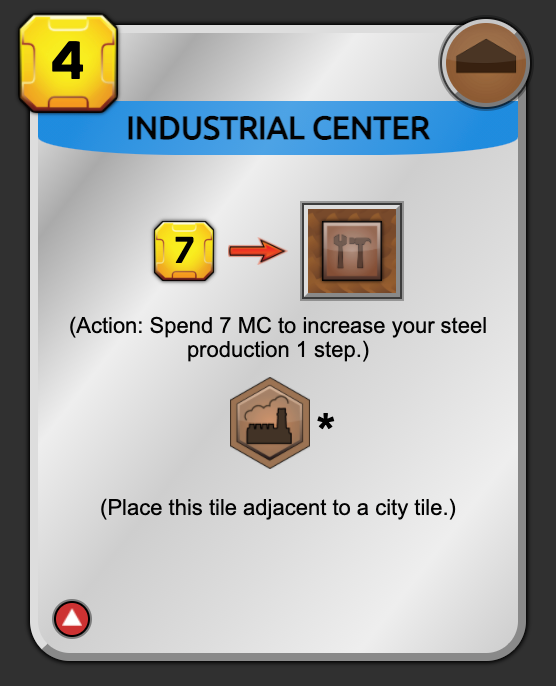 4
INDUSTRIAL CENTER
7
(Action: Spend 7 MC to increase your steel
production 1 step.)
*
(Place this tile adjacent to a city tile.)